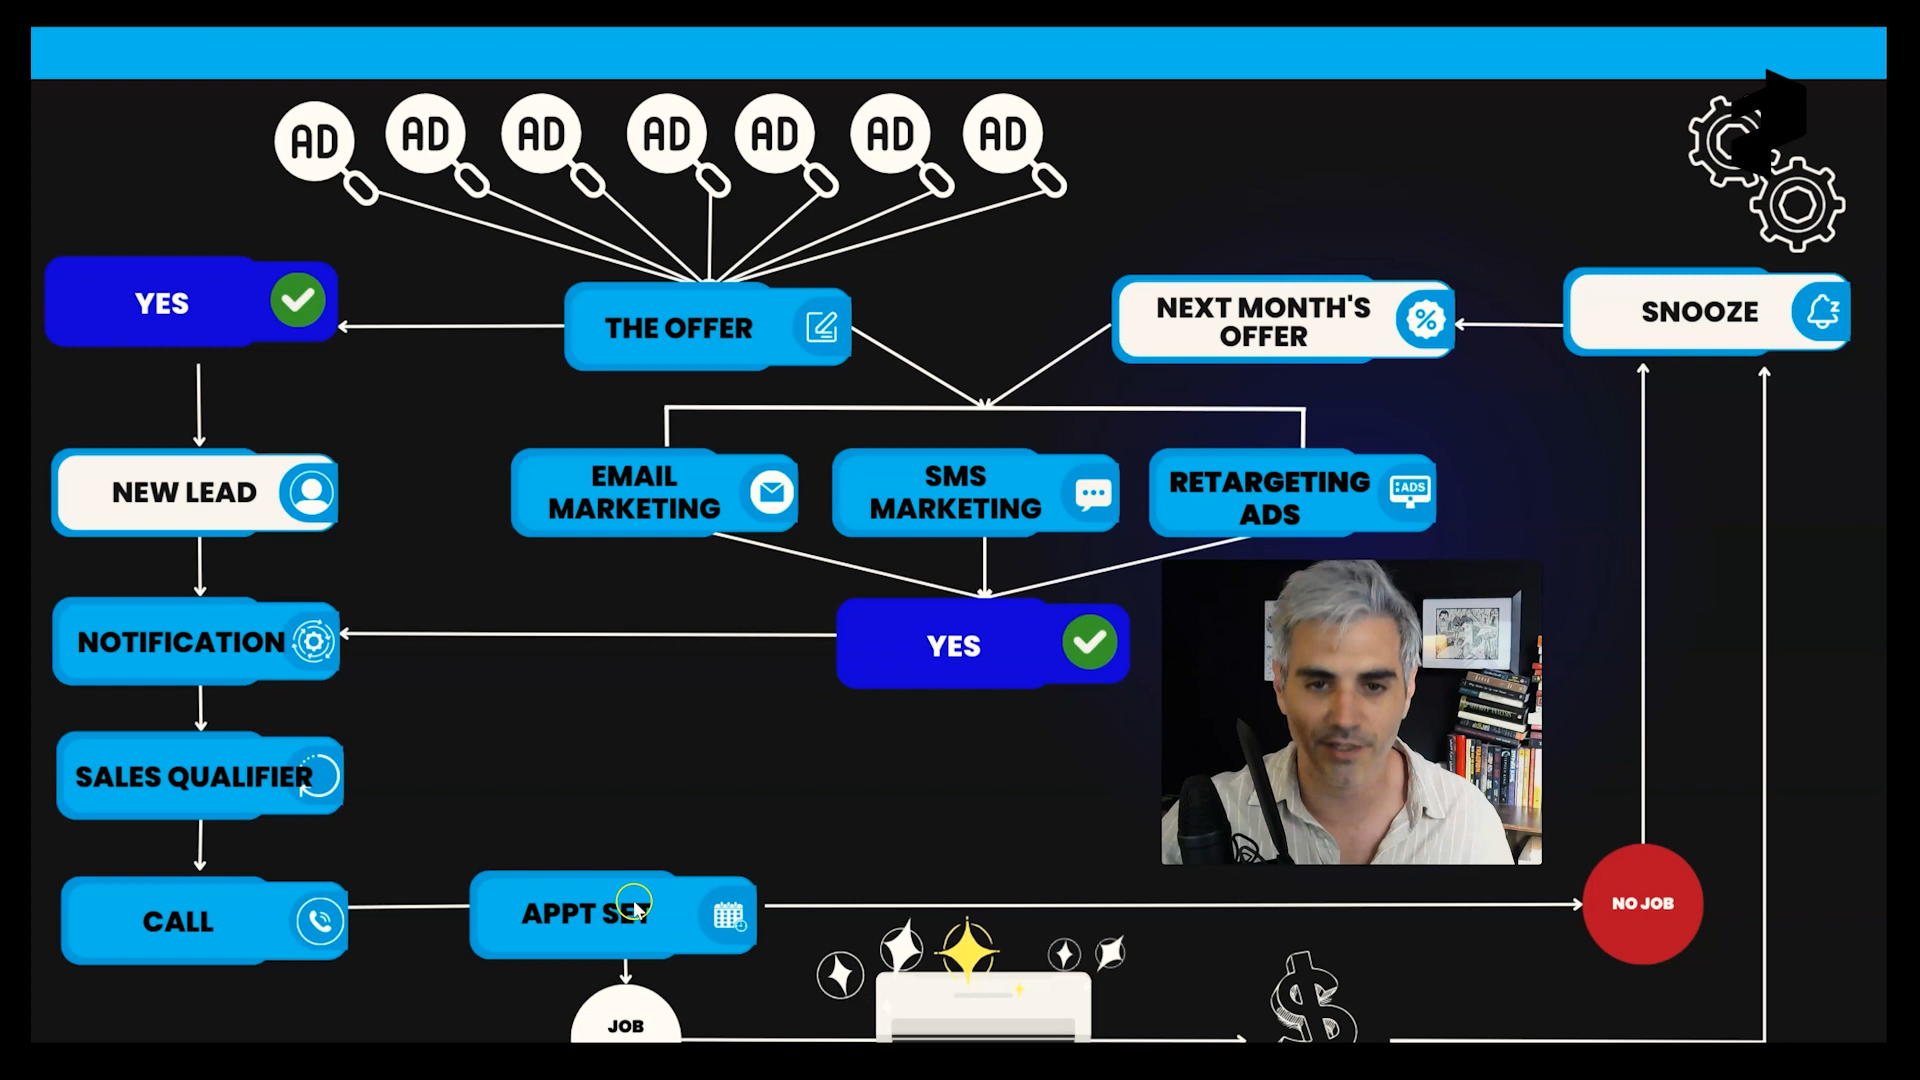 AD AD AD AD AD AD AD
YES
THE OFFER
NEXT MONTH'S
OFFER
%
SNOOZE
Z
NEW LEAD
EMAIL
MARKETING
SMS
MARKETING
RETARGETING
ADS
ADS
NOTIFICATION
YES
SALES QUALIFIER
CALL
APPT SET
NO JOB
JOB
$